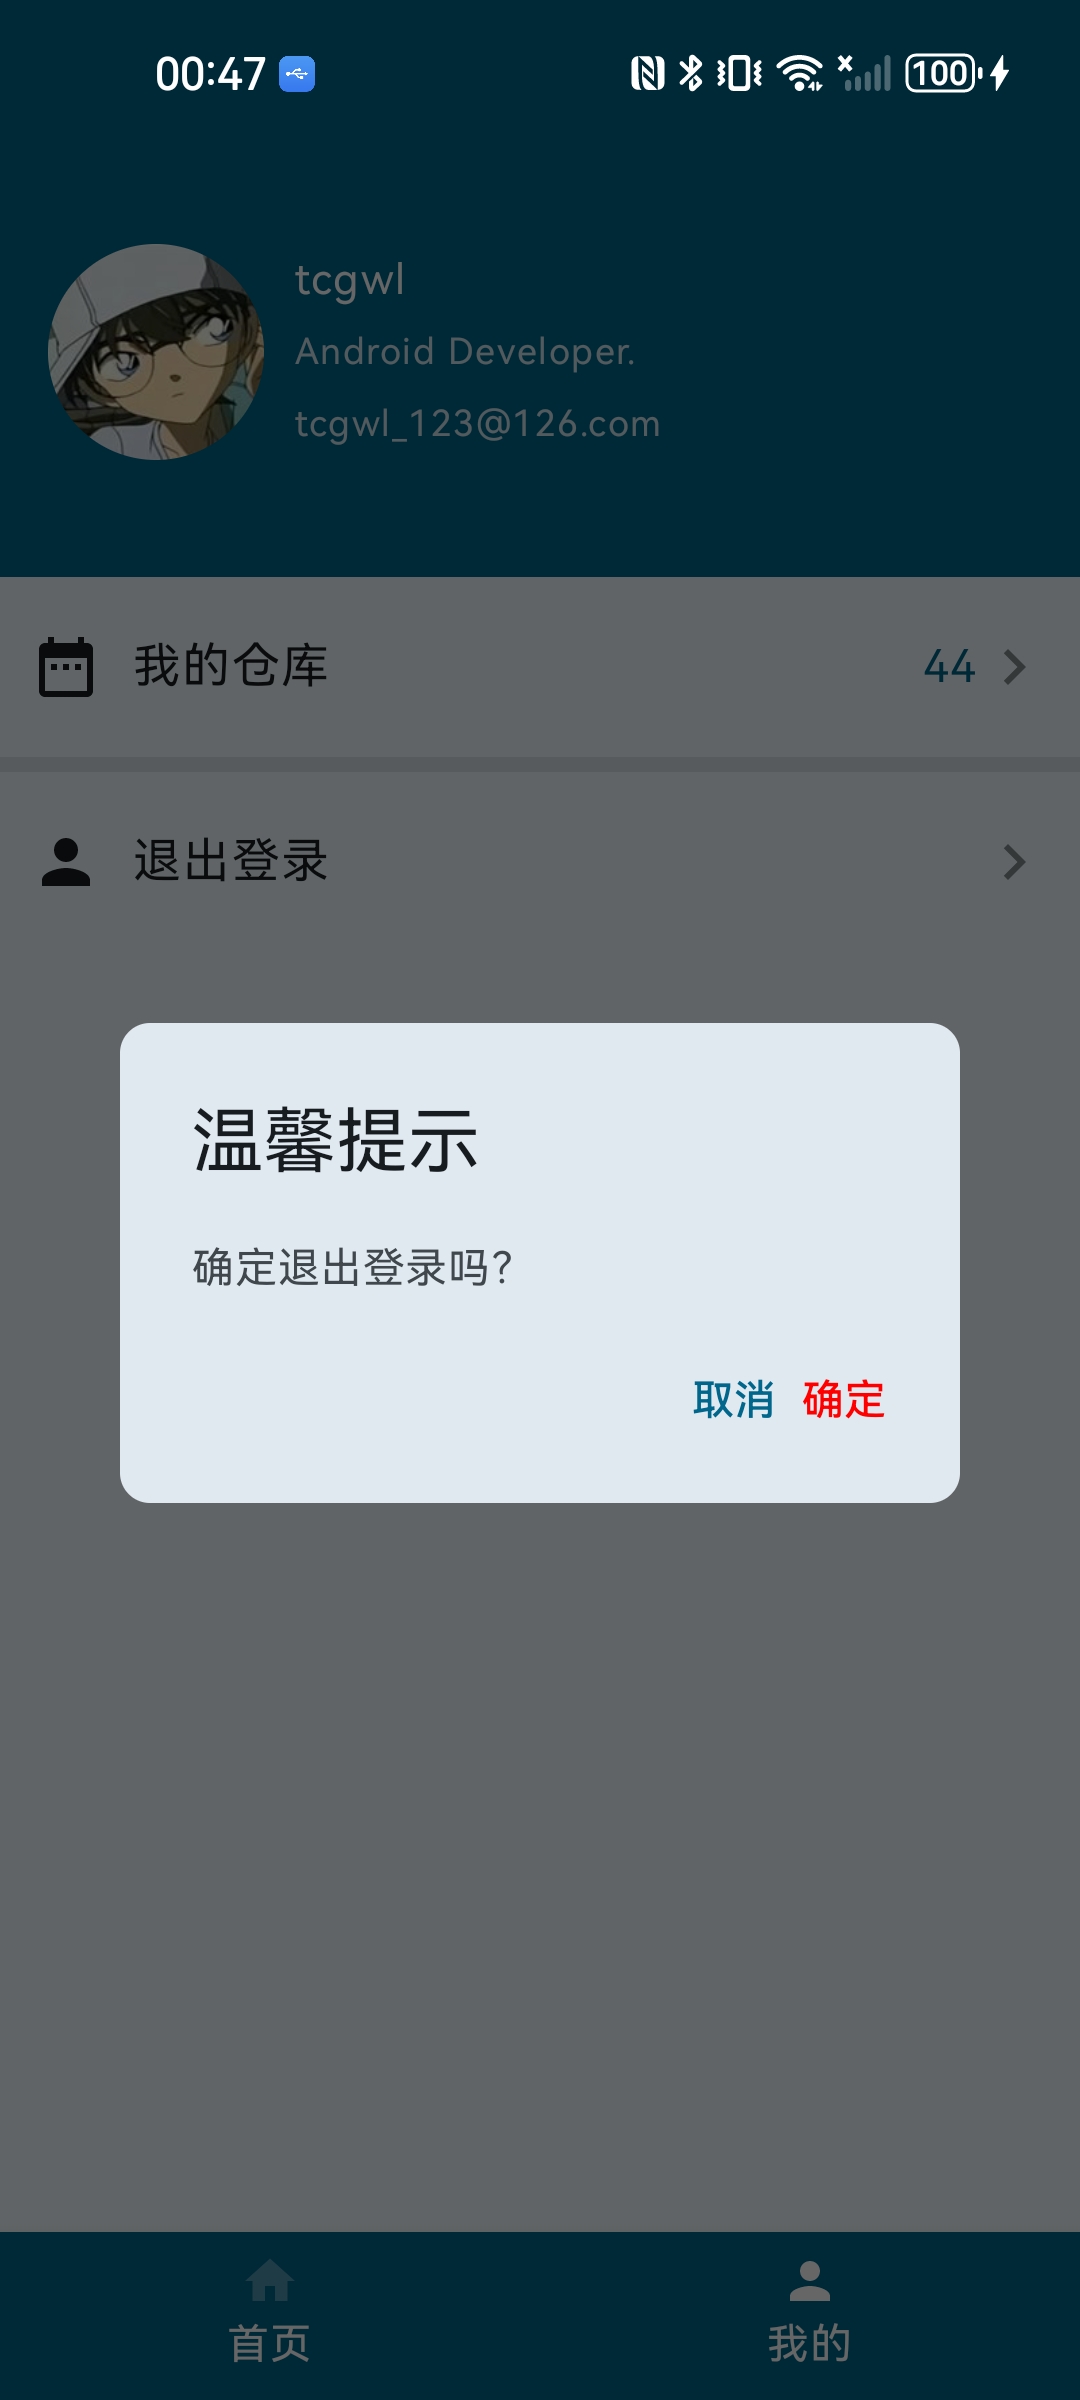 00:47
100
tcgwl
Android Developer.
tcgwl_123@126.com
我的仓库 44
退出登录
温馨提示
确定退出登录吗?
取消 确定
首页 我的